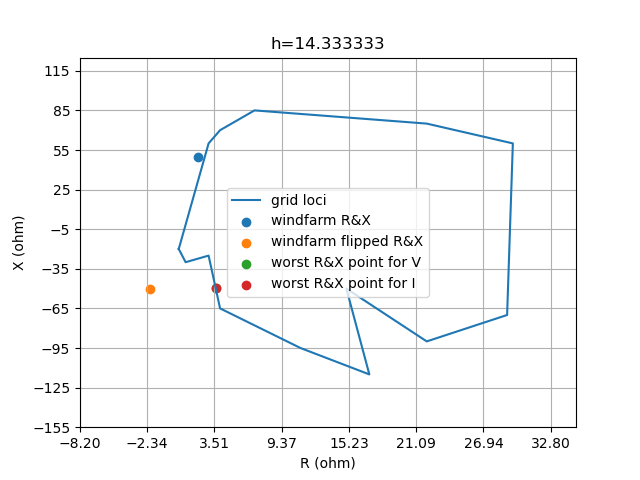 h=14.333333
X (ohm)
115
85
55
25
−5
−35
−65
−95
−125
−155
grid loci
windfarm R&X
windfarm flipped R&X
worst R&X point for V
worst R&X point for I
−8.20 −2.34 3.51 9.37 15.23 21.09 26.94 32.80
R (ohm)